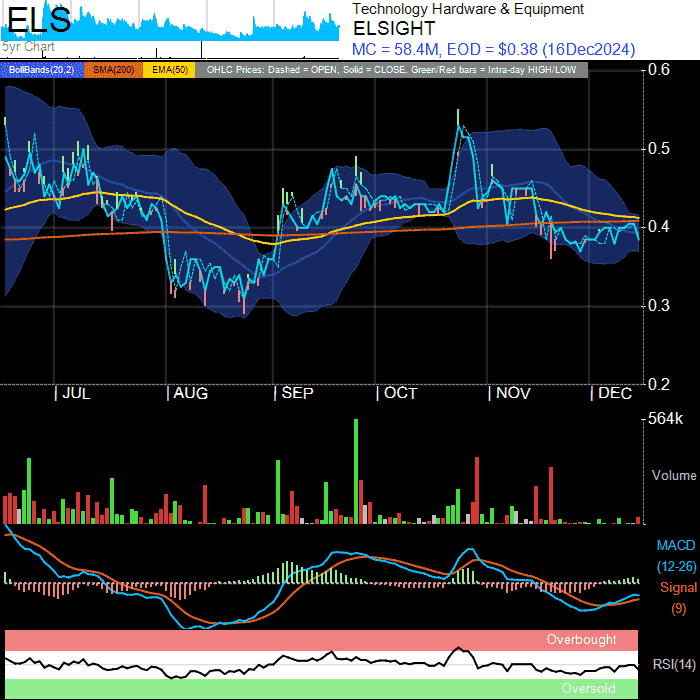 ELS
5yr Chart
Technology Hardware & Equipment
ELSIGHT
MC = 58.4M, EOD = $0.38 (16Dec2024)
BollBands(20,2) SMA(200) EMA(50) OHLC Prices: Dashed = OPEN, Solid = CLOSE, Green/Red bars = Intra-day HIGH/LOW
0.6
0.5
0.4
0.3
0.2
JUL AUG SEP OCT NOV DEC
564k
Volume
MACD
(12-26)
Signal
(9)
Overbought
RSI(14)
Oversold